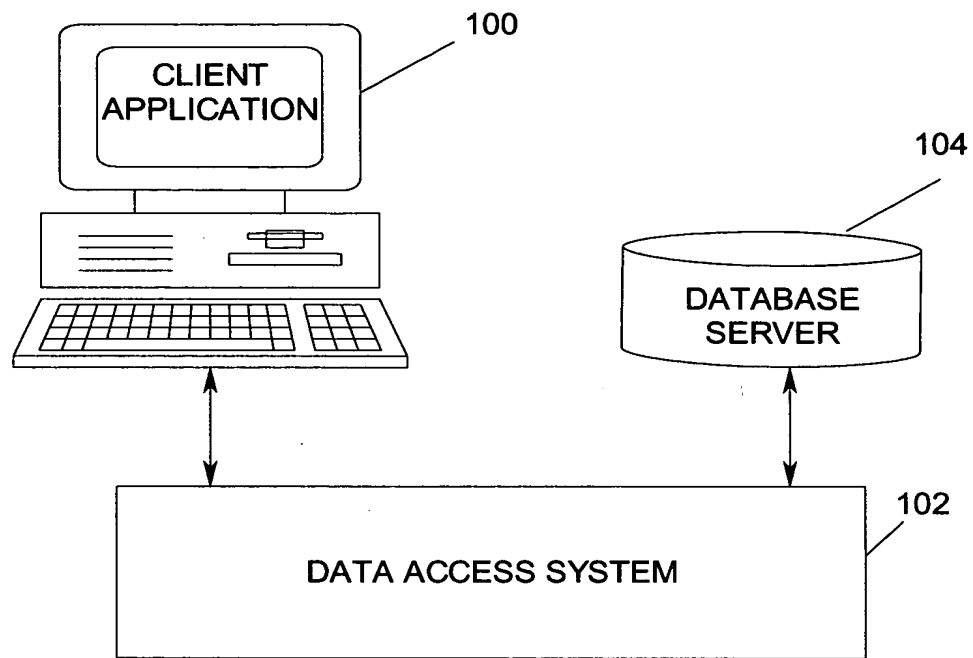 100
CLIENT
APPLICATION
104
DATABASE
SERVER
102
DATA ACCESS SYSTEM